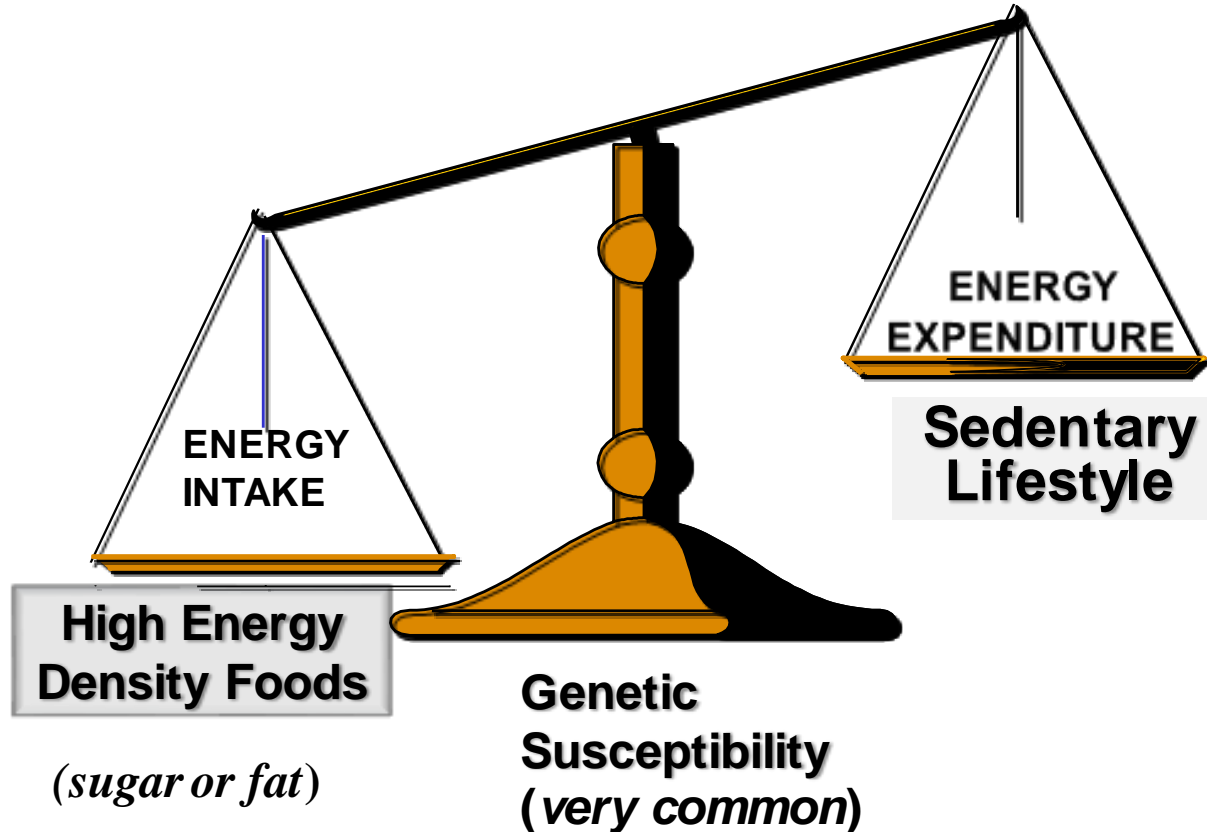 ENERGY
INTAKE
High Energy
Density Foods
(sugar or fat)
Genetic
Susceptibility
(very common)
ENERGY
EXPENDITURE
Sedentary
Lifestyle